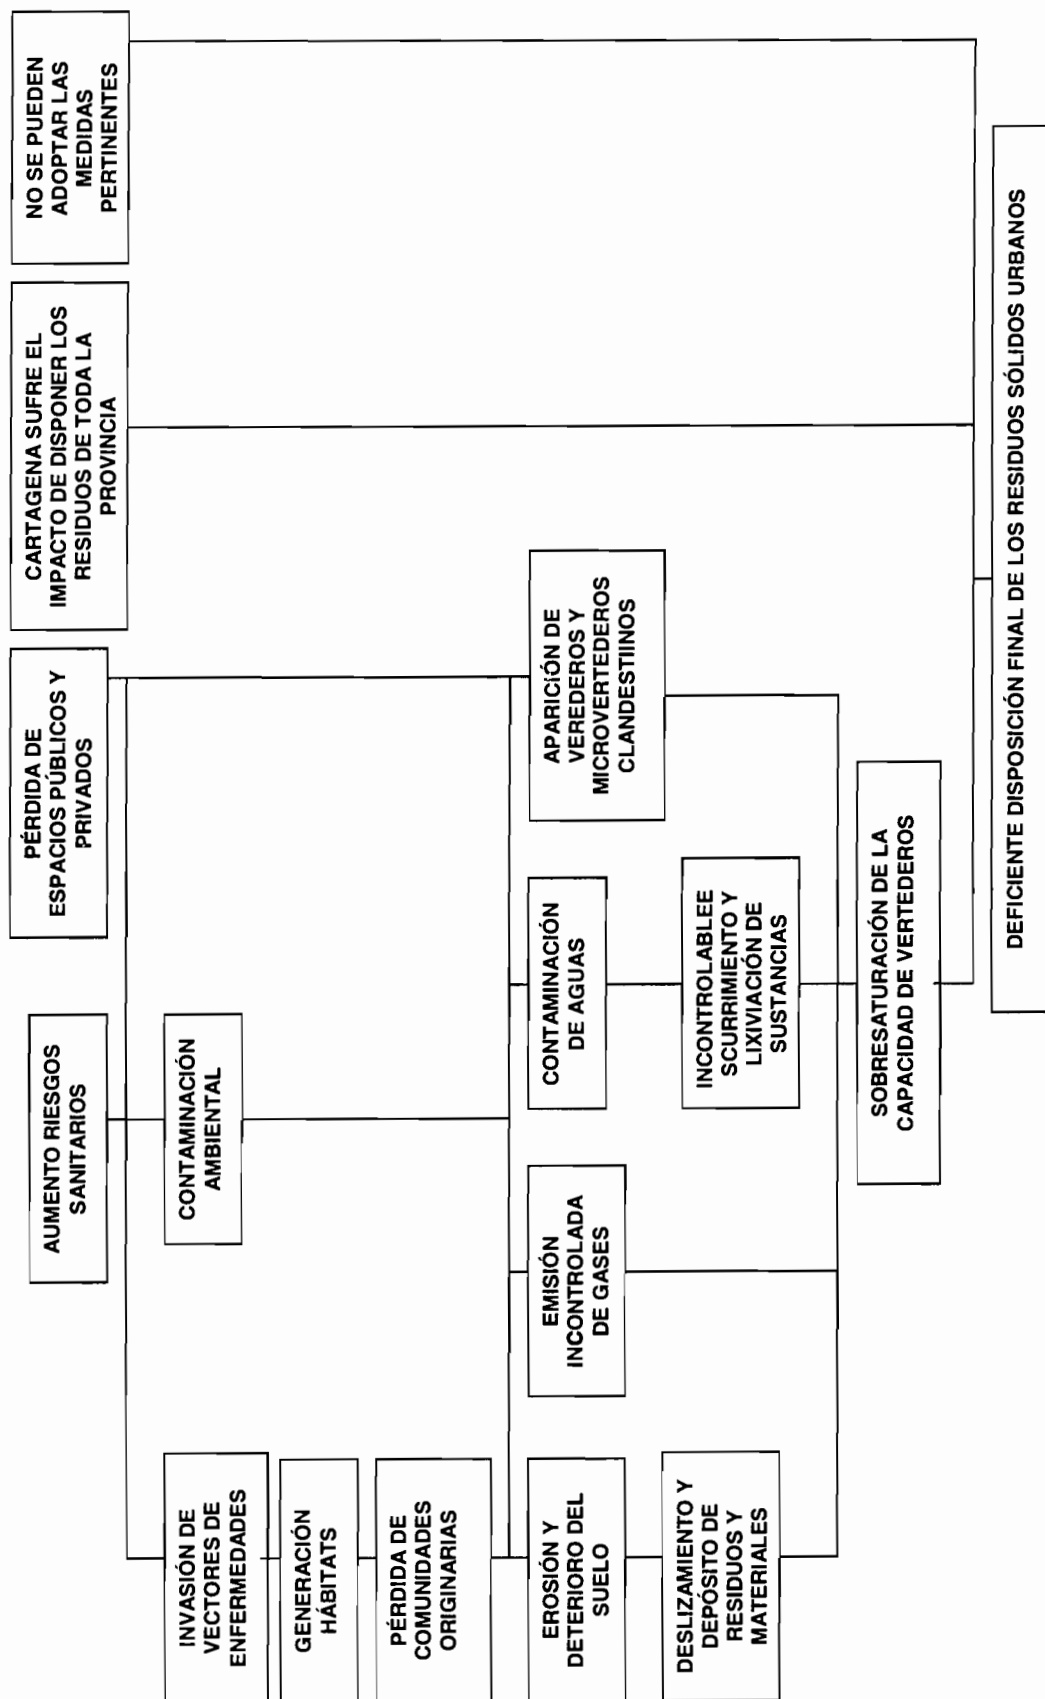 AUMENTO RIESGOS
SANITARIOS
PÉRDIDA DE
ESPACIOS PÚBLICOS Y
PRIVADOS
CARTAGENA SUFRE EL
IMPACTO DE DISPONER LOS
RESIDUOS DE TODA LA
PROVINCIA
NO SE PUEDEN
ADOPTAR LAS
MEDIDAS
PERTINENTES
INVASIÓN DE
VECTORES DE
ENFERMEDADES
CONTAMINACIÓN
AMBIENTAL
GENERACIÓN
HÁBITATS
PÉRDIDA DE
COMUNIDADES
ORIGINARIAS
EROSIÓN Y
DETERIORO DEL
SUELO
EMISIÓN
INCONTROLADA
DE GASES
CONTAMINACIÓN
DE AGUAS
APARICIÓN DE
VEREDEROS Y
MICROVERTEDEROS
CLANDESTIINOS
DESLIZAMIENTO Y
DEPÓSITO DE
RESIDUOS Y
MATERIALES
INCONTROLABLEE
SCURRIMIENTO Y
LIXIVIACIÓN DE
SUSTANCIAS
SOBRESATURACIÓN DE LA
CAPACIDAD DE VERTEDEROS
DEFICIENTE DISPOSICIÓN FINAL DE LOS RESIDUOS SÓLIDOS URBANOS